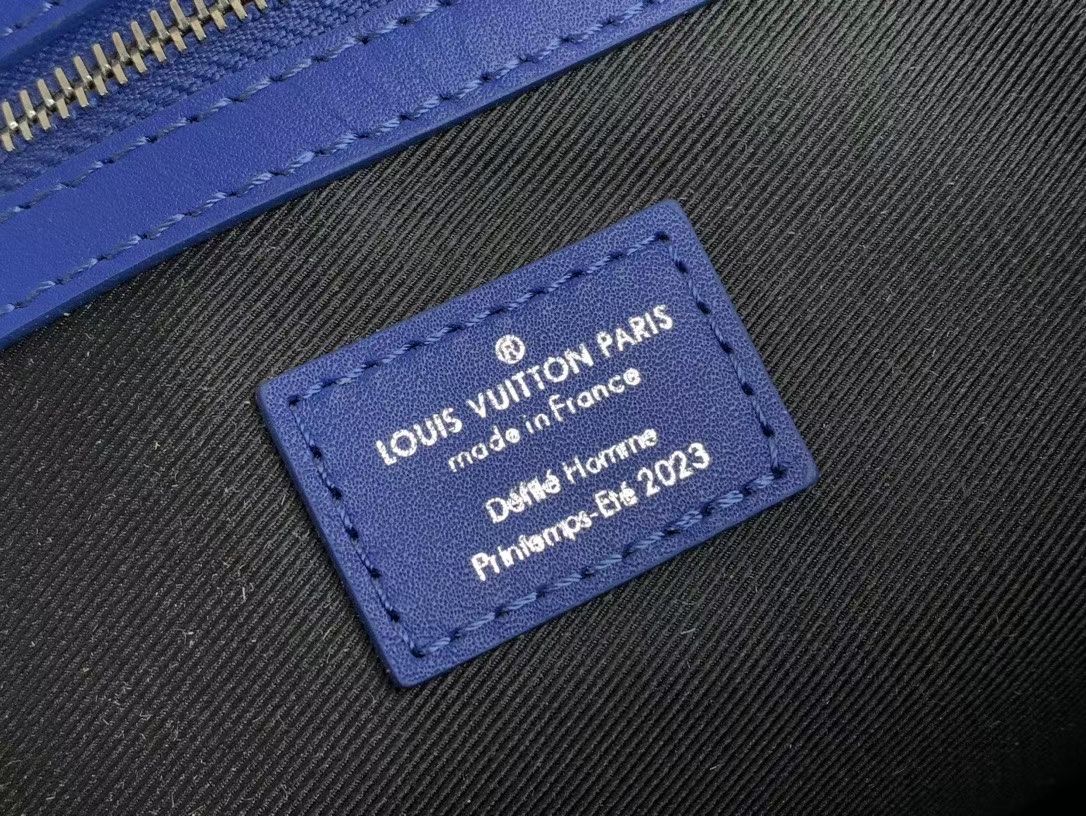 ®
LOUIS VUITTON PARIS
made in France
Défilé Homme
Printemps-Eté 2023